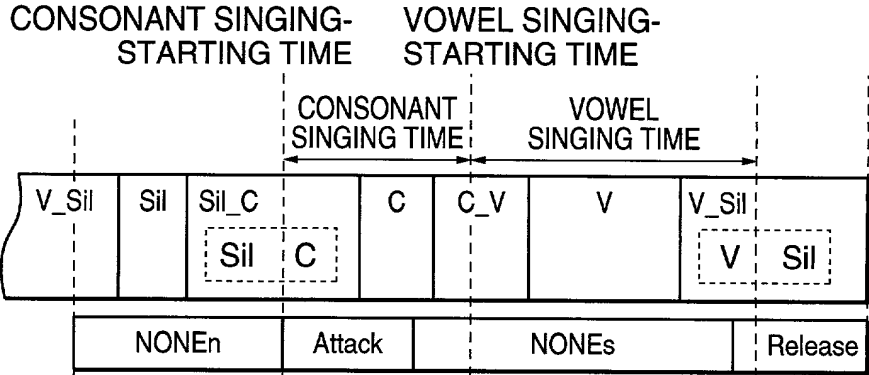 CONSONANT SINGING-
STARTING TIME
VOWEL SINGING-
STARTING TIME
CONSONANT
SINGING TIME
VOWEL
SINGING TIME
V_Sil Sil Sil_C C C_V V V_Sil
Sil C V Sil
NONEn Attack NONEs Release